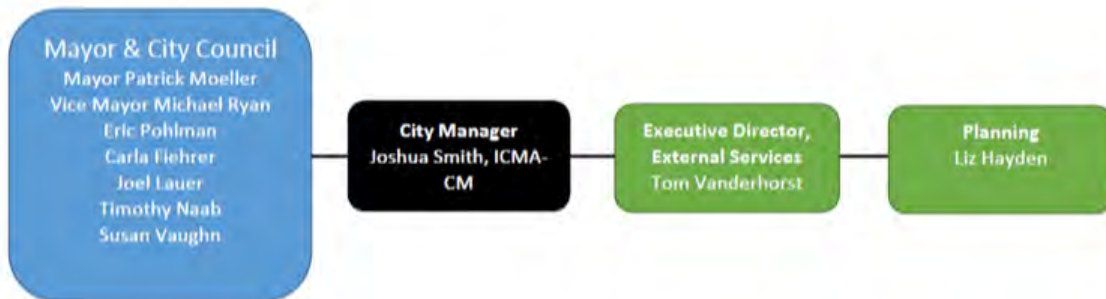 Mayor & City Council
Mayor Patrick Moeller
Vice Mayor Michael Ryan
Eric Pohlman
Carla Fiehrer
Joel Lauer
Timothy Naab
Susan Vaughn
City Manager
Joshua Smith, ICMA-
CM
Executive Director,
External Services
Tom Vanderhorst
Planning
Liz Hayden